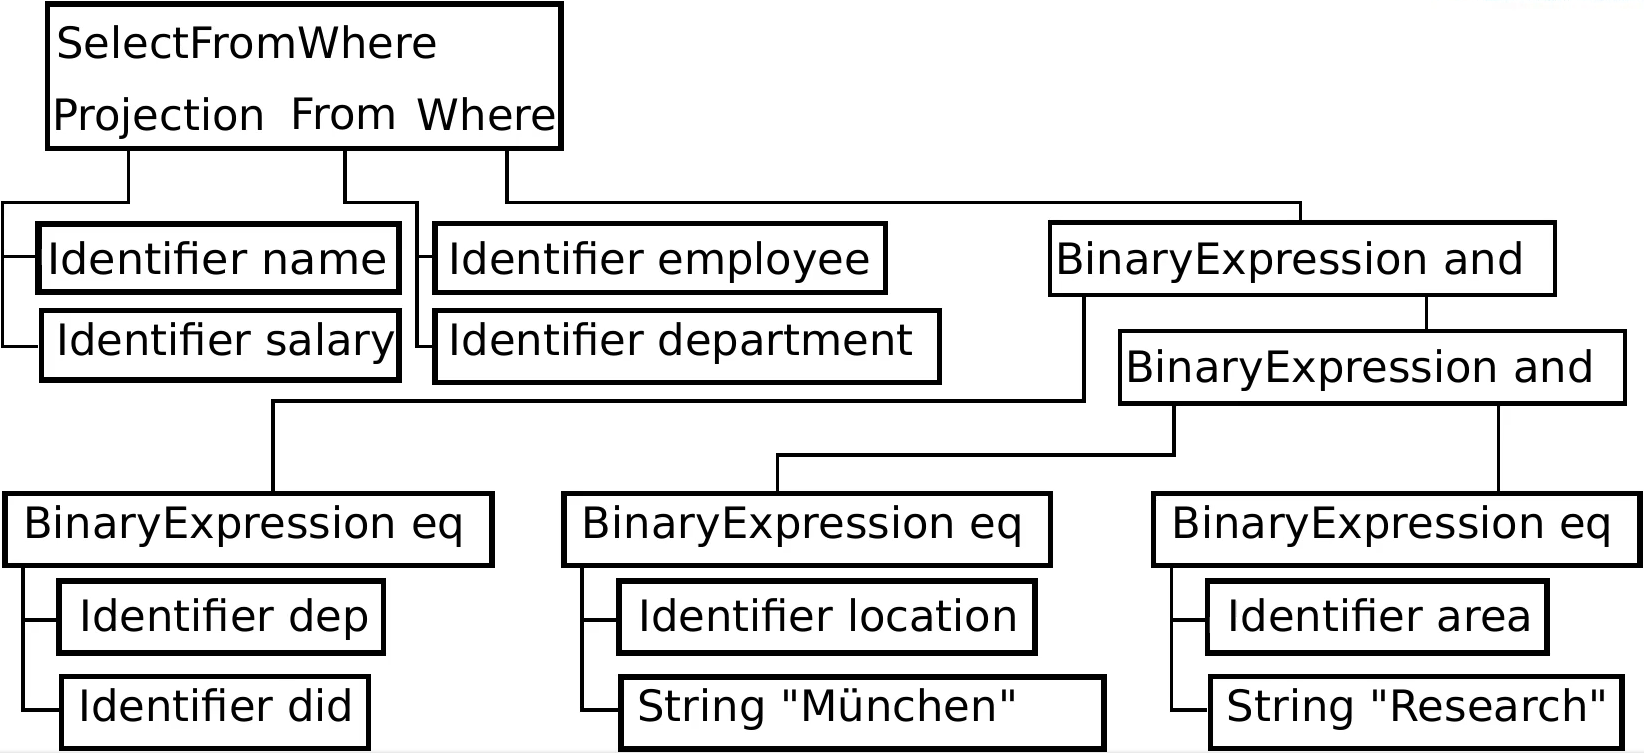 SelectFromWhere
Projection From Where
Identifier name
Identifier salary
Identifier employee
Identifier department
BinaryExpression and
BinaryExpression and
BinaryExpression eq
Identifier dep
Identifier did
BinaryExpression eq
Identifier location
String "München"
BinaryExpression eq
Identifier area
String "Research"